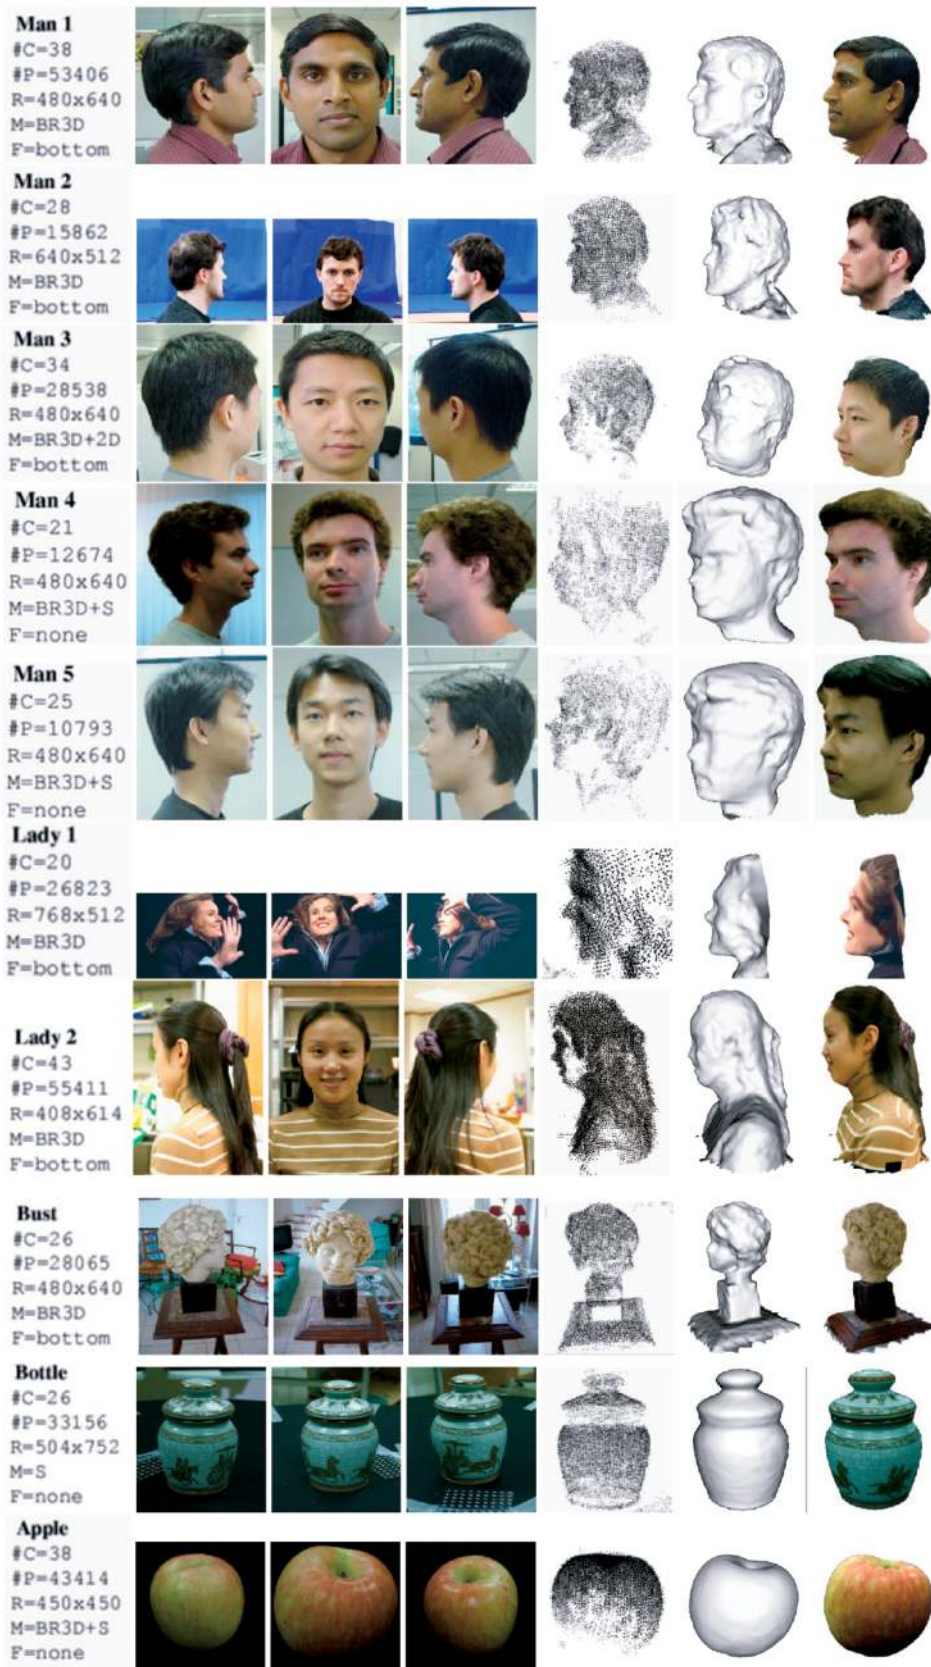 Man 1
#C=38
#P=53406
R=480x640
M=BR3D
F=bottom
Man 2
#C=28
#P=15862
R=640x512
M=BR3D
F=bottom
Man 3
#C=34
#P=28538
R=480x640
M=BR3D+2D
F=bottom
Man 4
#C=21
#P=12674
R=480x640
M=BR3D+S
F=none
Man 5
#C=25
#P=10793
R=480x640
M=BR3D+S
F=none
Lady 1
#C=20
#P=26823
R=768x512
M=BR3D
F=bottom
Lady 2
#C=43
#P=55411
R=408x614
M=BR3D
F=bottom
Bust
#C=26
#P=28065
R=480x640
M=BR3D
F=bottom
Bottle
#C=26
#P=33156
R=504x752
M=S
F=none
Apple
#C=38
#P=43414
R=450x450
M=BR3D+S
F=none